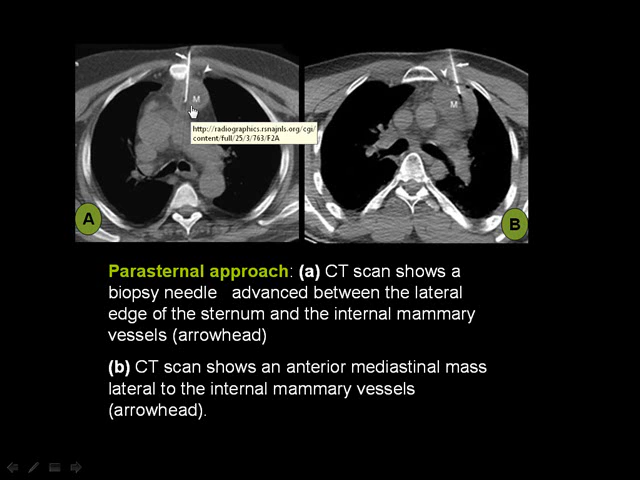 M
M
http://radiographics.rsnajnls.org/cgi/
content/full/25/3/763/F2A
A
B
Parasternal approach: (a) CT scan shows a
biopsy needle advanced between the lateral
edge of the sternum and the internal mammary
vessels (arrowhead)
(b) CT scan shows an anterior mediastinal mass
lateral to the internal mammary vessels
(arrowhead).